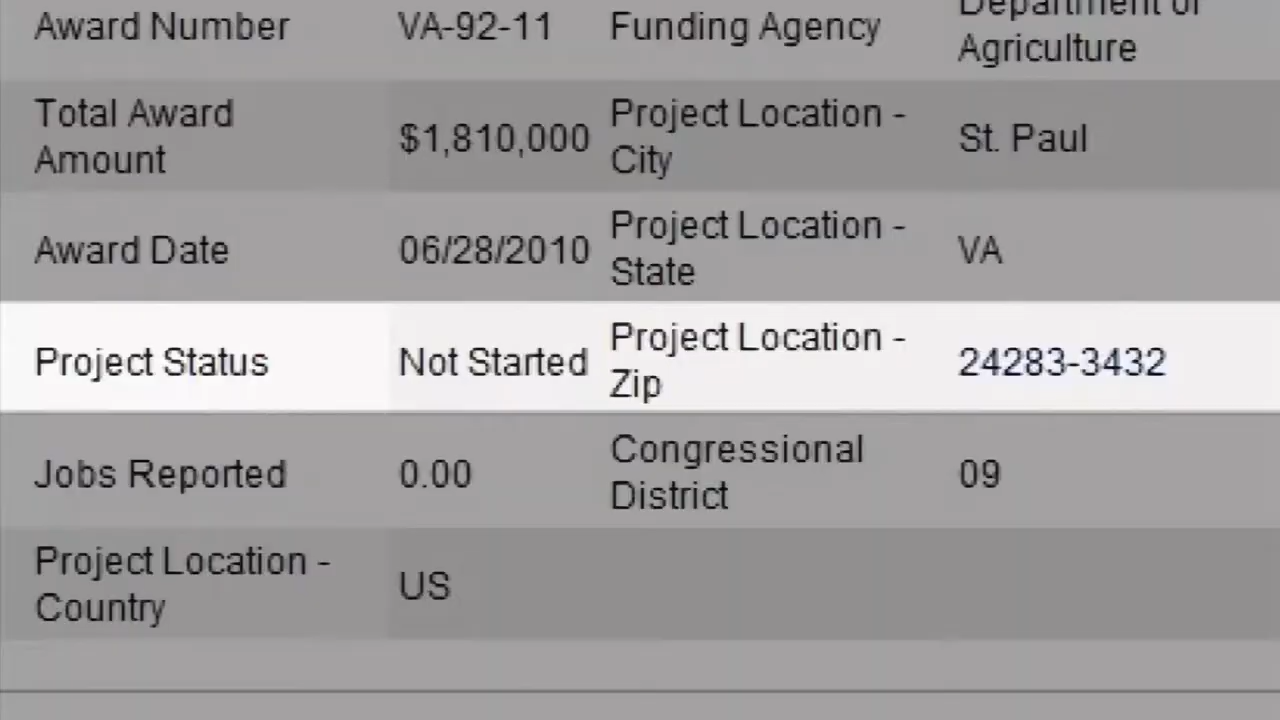 Award Number VA-92-11 Funding Agency Department of
Agriculture
Total Award
Amount $1,810,000 Project Location -
City St. Paul
Award Date 06/28/2010 Project Location -
State VA
Project Status Not Started Project Location -
Zip 24283-3432
Jobs Reported 0.00 Congressional
District 09
Project Location -
Country US